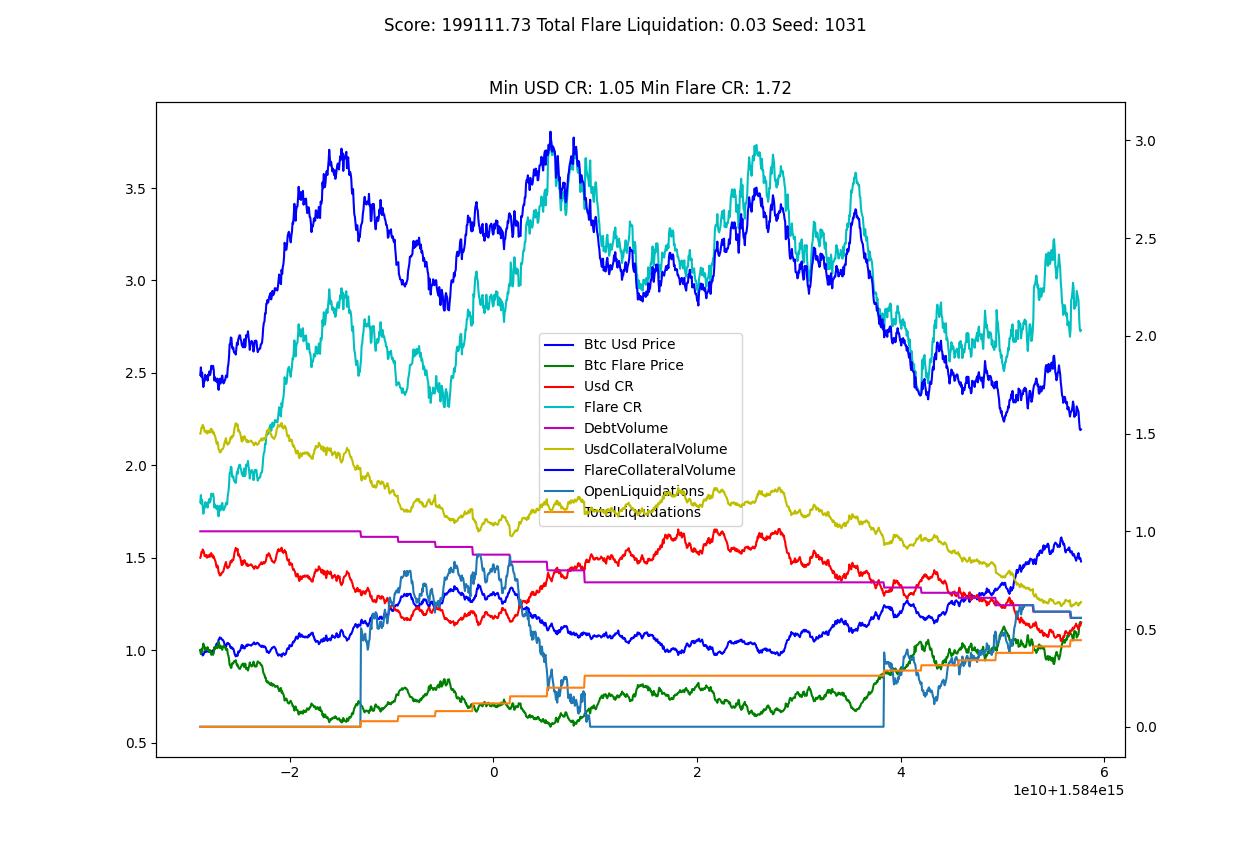 Score: 199111.73 Total Flare Liquidation: 0.03 Seed: 1031
Min USD CR: 1.05 Min Flare CR: 1.72
3.5
3.0
2.5
2.0
1.5
1.0
0.5
3.0
2.5
2.0
1.5
1.0
0.5
0.0
Btc Usd Price
Btc Flare Price
Usd CR
Flare CR
DebtVolume
UsdCollateralVolume
FlareCollateralVolume
OpenLiquidations
TotalLiquidations
−2 0 2 4 6
1e10+1.584e15